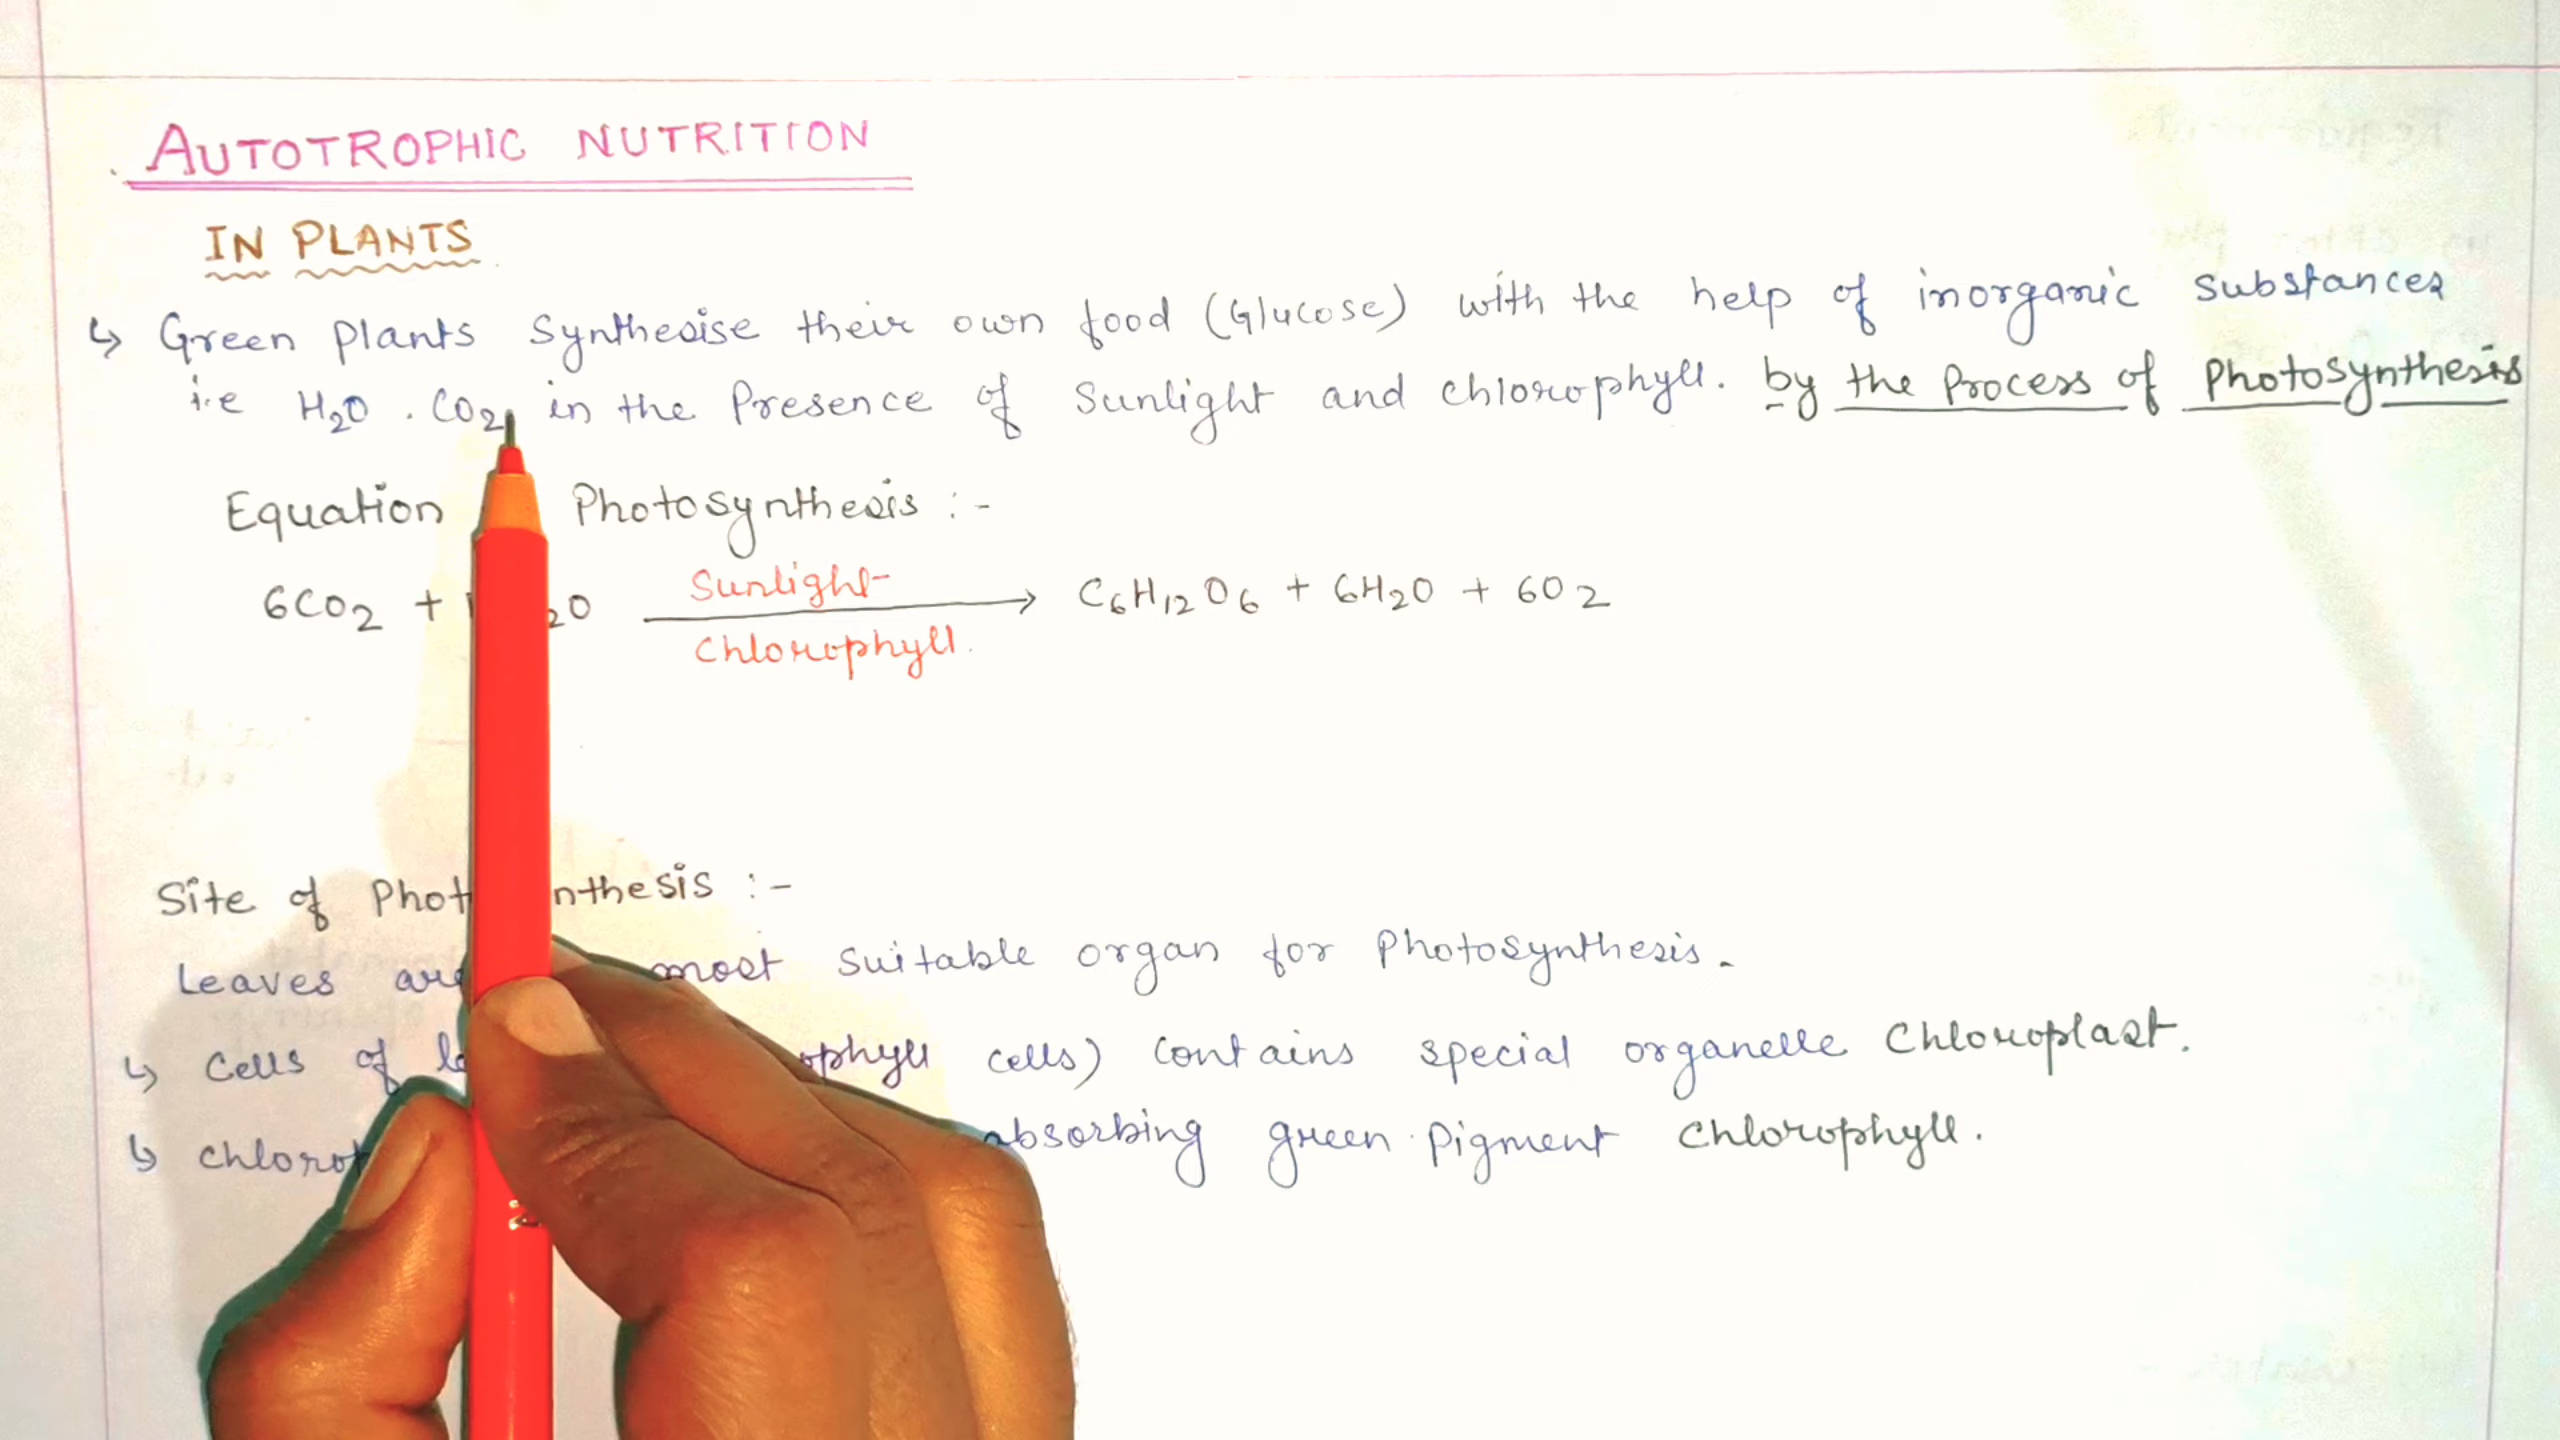 AUTOTROPHIC NUTRITION
IN PLANTS
↳ Green plants synthesise their own food (Glucose) with the help of inorganic substances
i.e H2O . CO2 in the Presence of Sunlight and chlorophyll. by the Process of Photosynthesis
Equation Photosynthesis :-
Sunlight
6CO2 + 2O → C6H12O6 + 6H2O + 6O2
Chlorophyll.
Site of Phot nthesis :-
Leaves are most suitable organ for Photosynthesis.
↳ Cells of cells) contains special organelle Chloroplast.
↳ absorbing green pigment chlorophyll.